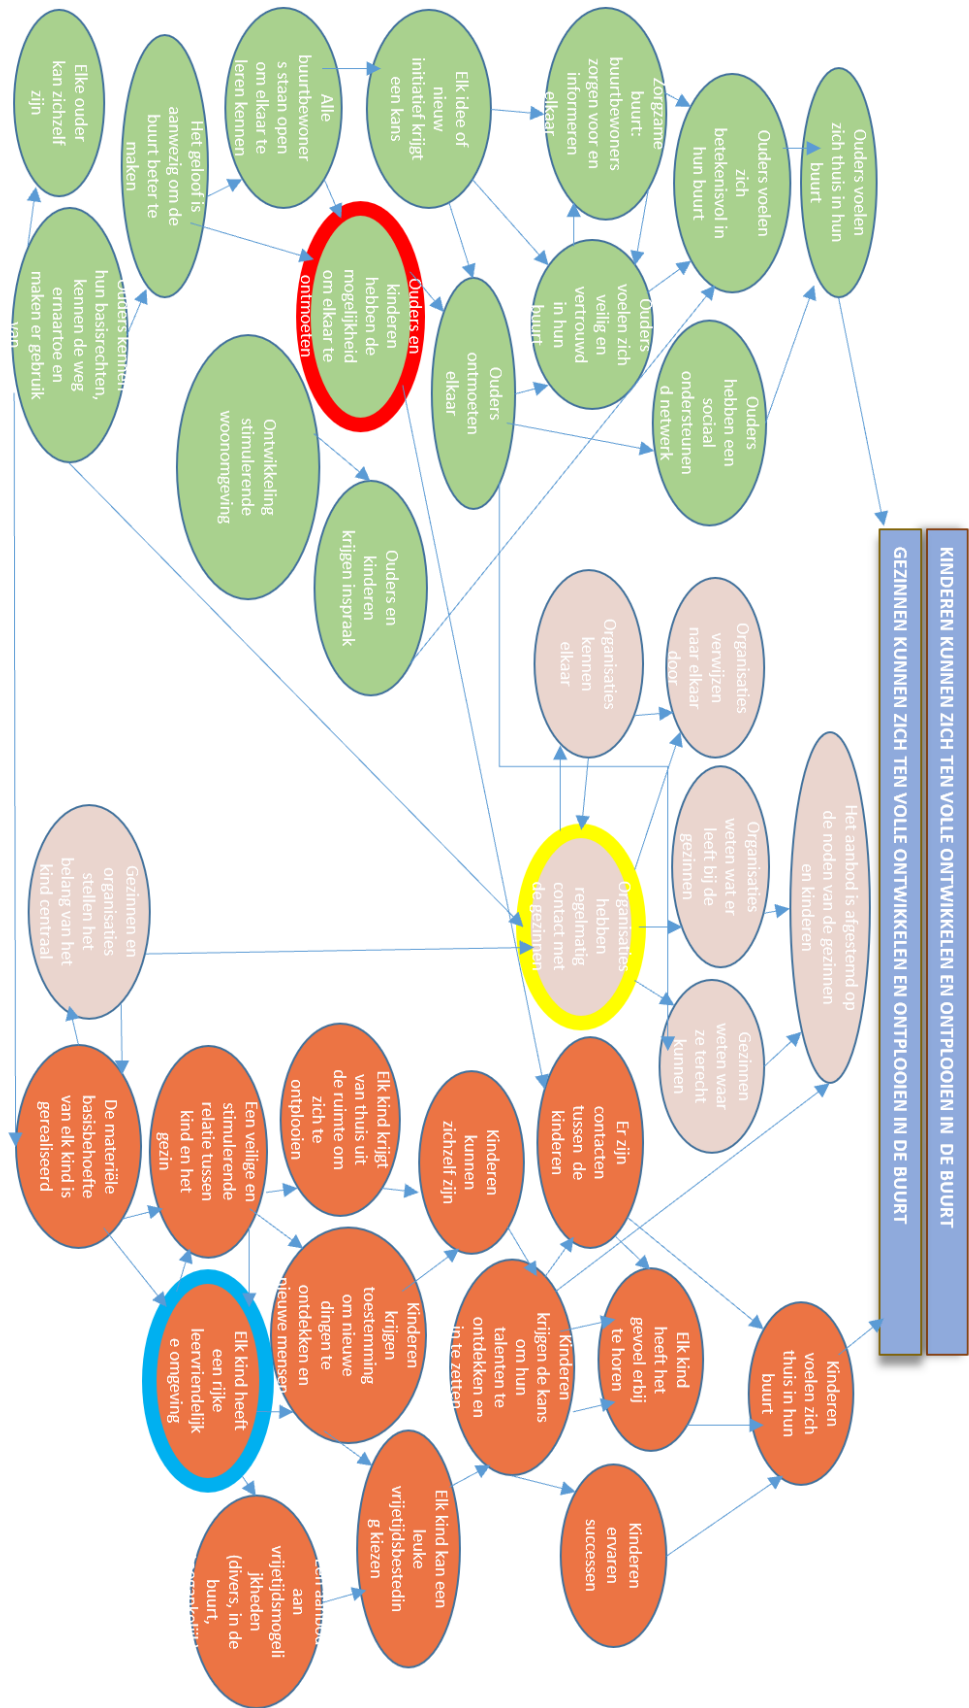 KINDEREN KUNNEN ZICH TEN VOLLE ONTWIKKELEN EN ONTPLOOIEN IN DE BUURT
GEZINNEN KUNNEN ZICH TEN VOLLE ONTWIKKELEN EN ONTPLOOIEN IN DE BUURT
Ouders voelen
zich thuis in hun
buurt
Het aanbod is afgestemd op
de noden van de gezinnen
en kinderen
Kinderen
voelen zich
thuis in hun
buurt
Ouders voelen
zich
betekenisvol in
hun buurt
Ouders
hebben een
sociaal
ondersteunen
d netwerk
Organisaties
verwijzen
naar elkaar
door
Organisaties
weten wat er
leeft bij de
gezinnen
Gezinnen
weten waar
ze terecht
kunnen
Elk kind
heeft het
gevoel erbij
te horen
Zorgzame
buurt:
buurtbewoners
zorgen voor en
informeren
elkaar
Ouders
voelen zich
veilig en
vertrouwd
in hun
buurt
Organisaties
kennen
elkaar
Organisaties
hebben
regelmatig
contact met
de gezinnen
Er zijn
contacten
tussen de
kinderen
Kinderen
ervaren
successen
Elk idee of
nieuw
initiatief krijgt
een kans
Ouders
ontmoeten
elkaar
Kinderen
kunnen
zichzelf zijn
Kinderen
krijgen de kans
om hun
talenten te
ontdekken en
in te zetten
Elk kind kan een
leuke
vrijetijdsbestedin
g kiezen
Alle
buurtbewoner
s staan open
om elkaar te
leren kennen
Ouders en
kinderen
hebben de
mogelijkheid
om elkaar te
ontmoeten
Ouders en
kinderen
krijgen inspraak
Elk kind krijgt
van thuis uit
de ruimte om
zich te
ontplooien
Kinderen
krijgen
toestemming
om nieuwe
dingen te
ontdekken en
nieuwe mensen
Het geloof is
aanwezig om de
buurt beter te
maken
Ontwikkeling
stimulerende
woonomgeving
Een veilige en
stimulerende
relatie tussen
kind en het
gezin
Elk kind heeft
een rijke
leervriendelijk
e omgeving
Een aanbod
aan
vrijetijdsmogeli
jkheden
(divers, in de
buurt,
Elke ouder
kan zichzelf
zijn
Ouders kennen
hun basisrechten,
kennen de weg
ernaartoe en
maken er gebruik
van
Gezinnen en
organisaties
stellen het
belang van het
kind centraal
De materiële
basisbehoefte
van elk kind is
gerealiseerd